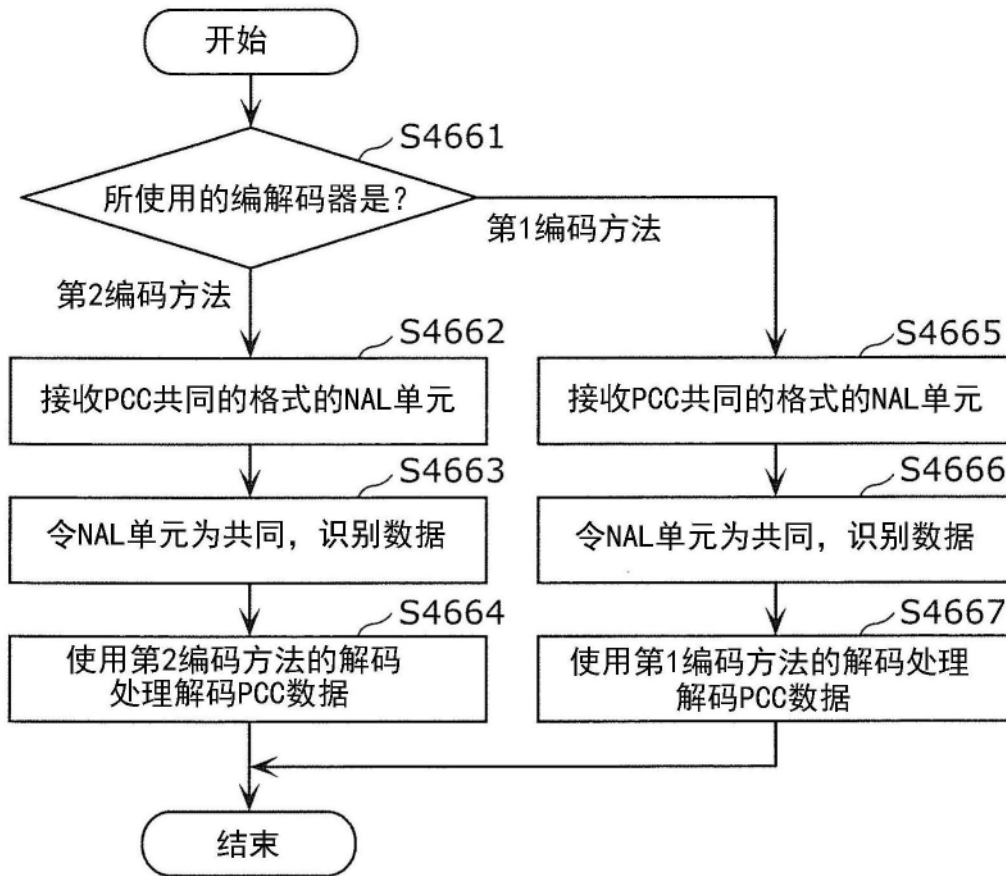 开始
S4661
所使用的编解码器是?
第1编码方法
第2编码方法
S4662
接收PCC共同的格式的NAL单元
S4663
令NAL单元为共同，识别数据
S4664
使用第2编码方法的解码
处理解码PCC数据
S4665
接收PCC共同的格式的NAL单元
S4666
令NAL单元为共同，识别数据
S4667
使用第1编码方法的解码处理
解码PCC数据
结束